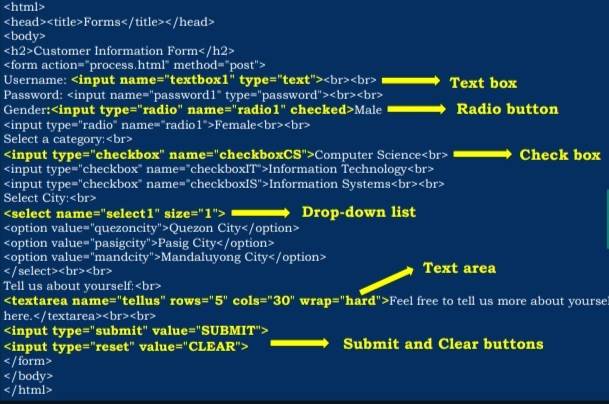 <html>
<head><title>Forms</title></head>
<body>
<h2>Customer Information Form</h2>
<form action="process.html" method="post">
Username: <input name="textbox1" type="text"><br><br> Text box
Password: <input name="password1" type="password"><br><br>
Gender:<input type="radio" name="radio1" checked>Male Radio button
<input type="radio" name="radio1">Female<br><br>
Select a category:<br>
<input type="checkbox" name="checkboxCS">Computer Science<br> Check box
<input type="checkbox" name="checkboxIT">Information Technology<br>
<input type="checkbox" name="checkboxIS">Information Systems<br><br>
Select City:<br>
<select name="select1" size="1"> Drop-down list
<option value="quezoncity">Quezon City</option>
<option value="pasigcity">Pasig City</option>
<option value="mandcity">Mandaluyong City</option>
</select><br><br>
Text area
Tell us about yourself:<br>
<textarea name="tellus" rows="5" cols="30" wrap="hard">Feel free to tell us more about yoursel
here.</textarea><br><br>
<input type="submit" value="SUBMIT">
<input type="reset" value="CLEAR"> Submit and Clear buttons
</form>
</body>
</html>